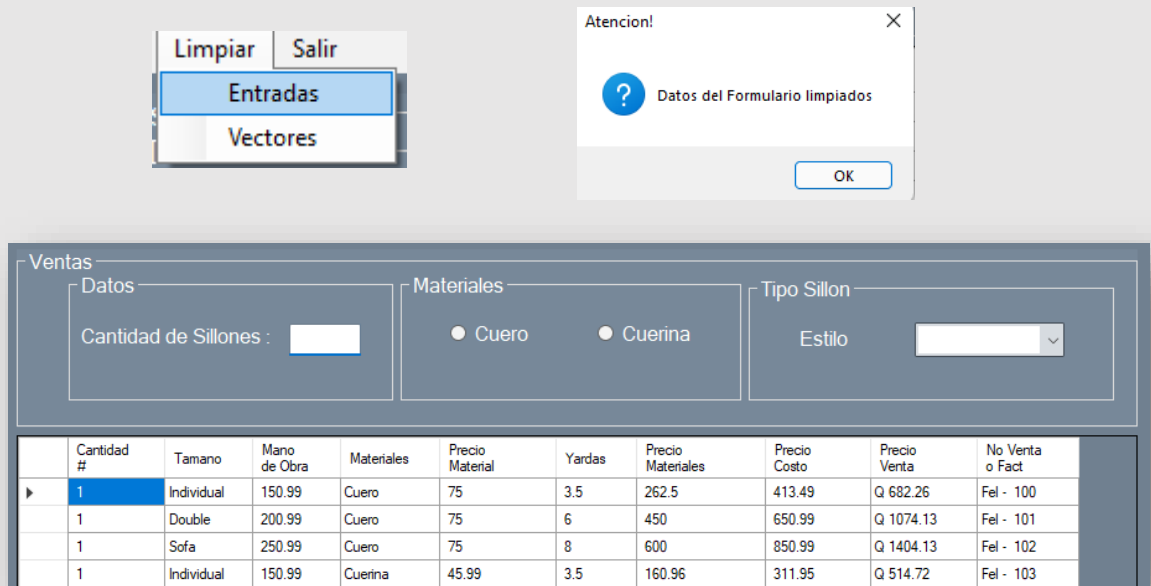 Limpiar Salir
Entradas
Vectores
Atencion!
Datos del Formulario limpiados
OK
Ventas
Datos
Cantidad de Sillones :
Materiales
Cuero Cuerina
Tipo Sillon
Estilo
Cantidad # Tamano Mano de Obra Materiales Precio Material Yardas Precio Materiales Precio Costo Precio Venta No Venta o Fact
1 Individual 150.99 Cuero 75 3.5 262.5 413.49 Q 682.26 Fel - 100
1 Double 200.99 Cuero 75 6 450 650.99 Q 1074.13 Fel - 101
1 Sofa 250.99 Cuero 75 8 600 850.99 Q 1404.13 Fel - 102
1 Individual 150.99 Cuerina 45.99 3.5 160.96 311.95 Q 514.72 Fel - 103